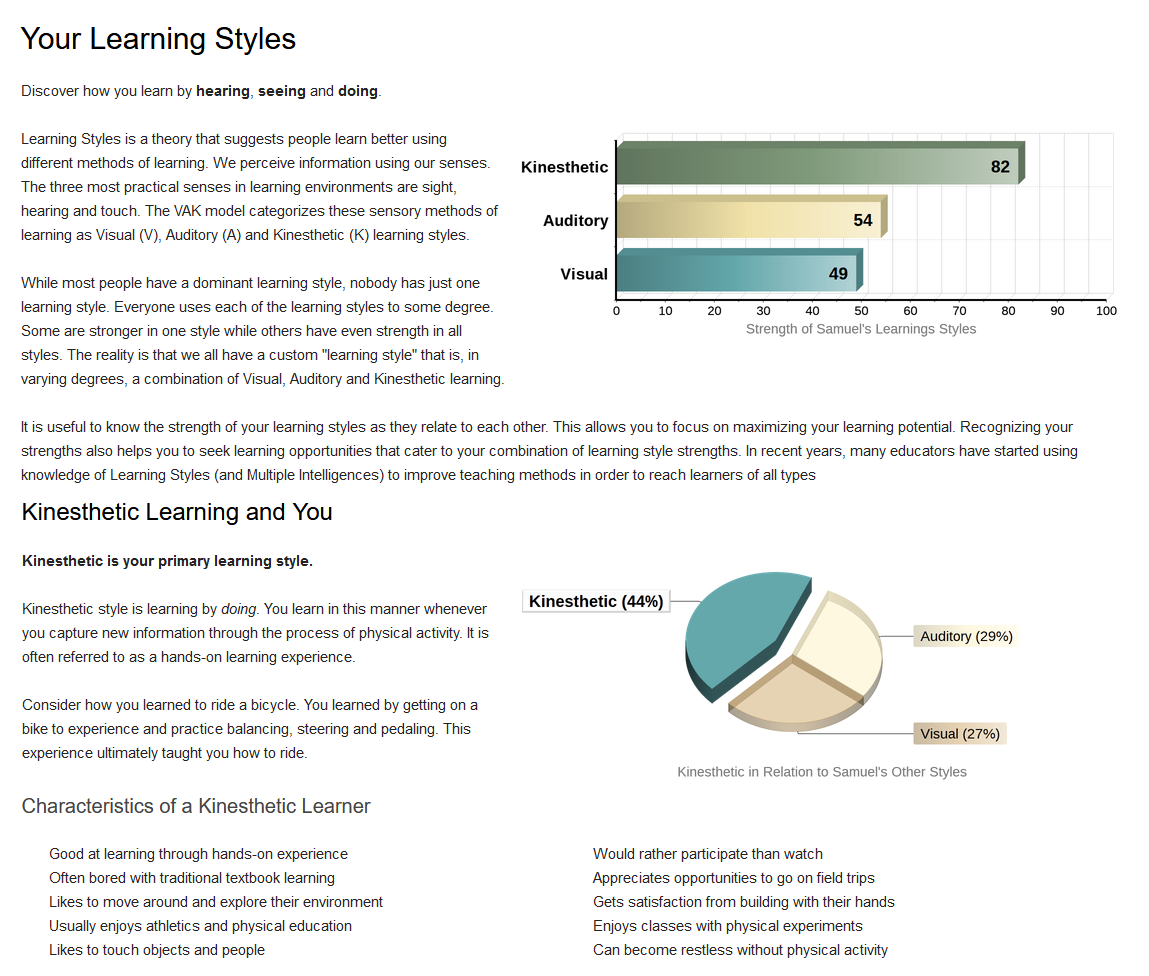 Your Learning Styles
Discover how you learn by hearing, seeing and doing.
Learning Styles is a theory that suggests people learn better using
different methods of learning. We perceive information using our senses.
The three most practical senses in learning environments are sight,
hearing and touch. The VAK model categorizes these sensory methods of
learning as Visual (V), Auditory (A) and Kinesthetic (K) learning styles.
While most people have a dominant learning style, nobody has just one
learning style. Everyone uses each of the learning styles to some degree.
Some are stronger in one style while others have even strength in all
styles. The reality is that we all have a custom "learning style" that is, in
varying degrees, a combination of Visual, Auditory and Kinesthetic learning.
Kinesthetic 82
Auditory 54
Visual 49
0 10 20 30 40 50 60 70 80 90 100
Strength of Samuel's Learnings Styles
It is useful to know the strength of your learning styles as they relate to each other. This allows you to focus on maximizing your learning potential. Recognizing your
strengths also helps you to seek learning opportunities that cater to your combination of learning style strengths. In recent years, many educators have started using
knowledge of Learning Styles (and Multiple Intelligences) to improve teaching methods in order to reach learners of all types
Kinesthetic Learning and You
Kinesthetic is your primary learning style.
Kinesthetic style is learning by doing. You learn in this manner whenever
you capture new information through the process of physical activity. It is
often referred to as a hands-on learning experience.
Consider how you learned to ride a bicycle. You learned by getting on a
bike to experience and practice balancing, steering and pedaling. This
experience ultimately taught you how to ride.
Kinesthetic (44%)
Auditory (29%)
Visual (27%)
Kinesthetic in Relation to Samuel's Other Styles
Characteristics of a Kinesthetic Learner
Good at learning through hands-on experience
Often bored with traditional textbook learning
Likes to move around and explore their environment
Usually enjoys athletics and physical education
Likes to touch objects and people
Would rather participate than watch
Appreciates opportunities to go on field trips
Gets satisfaction from building with their hands
Enjoys classes with physical experiments
Can become restless without physical activity